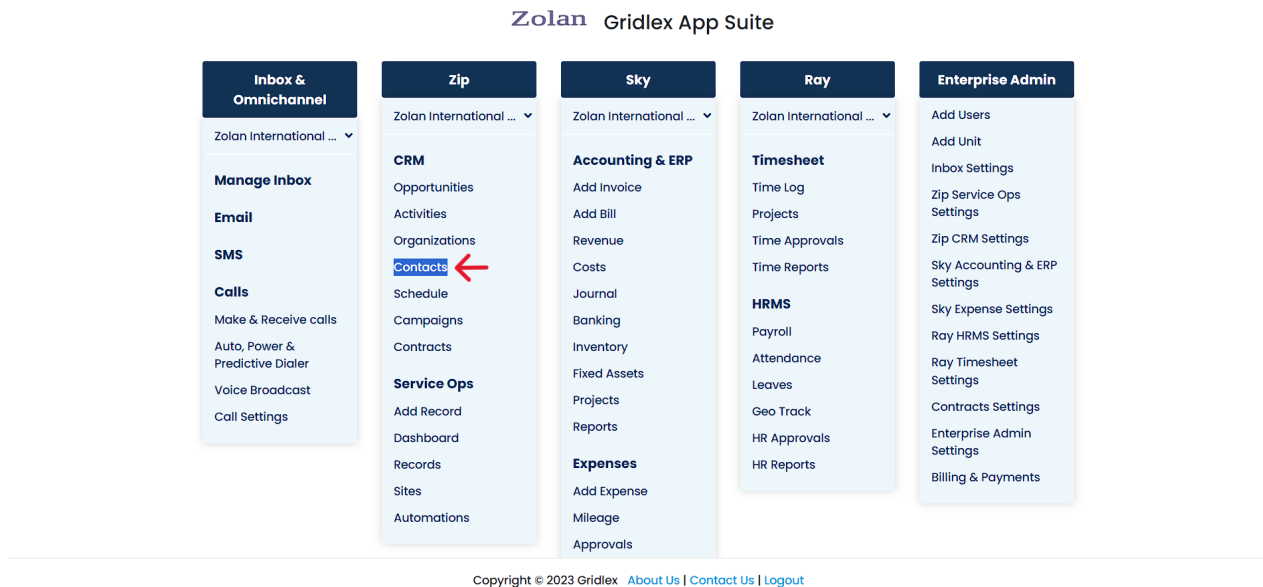 Zolan Gridlex App Suite
Inbox &
Omnichannel
Zolan International ...
Manage Inbox
Email
SMS
Calls
Make & Receive calls
Auto, Power &
Predictive Dialer
Voice Broadcast
Call Settings
Zip
Zolan International ...
CRM
Opportunities
Activities
Organizations
Contacts
Schedule
Campaigns
Contracts
Service Ops
Add Record
Dashboard
Records
Sites
Automations
Sky
Zolan International ...
Accounting & ERP
Add Invoice
Add Bill
Revenue
Costs
Journal
Banking
Inventory
Fixed Assets
Projects
Reports
Expenses
Add Expense
Mileage
Approvals
Ray
Zolan International ...
Timesheet
Time Log
Projects
Time Approvals
Time Reports
HRMS
Payroll
Attendance
Leaves
Geo Track
HR Approvals
HR Reports
Enterprise Admin
Add Users
Add Unit
Inbox Settings
Zip Service Ops
Settings
Zip CRM Settings
Sky Accounting & ERP
Settings
Sky Expense Settings
Ray HRMS Settings
Ray Timesheet
Settings
Contracts Settings
Enterprise Admin
Settings
Billing & Payments
Copyright © 2023 Gridlex About Us | Contact Us | Logout